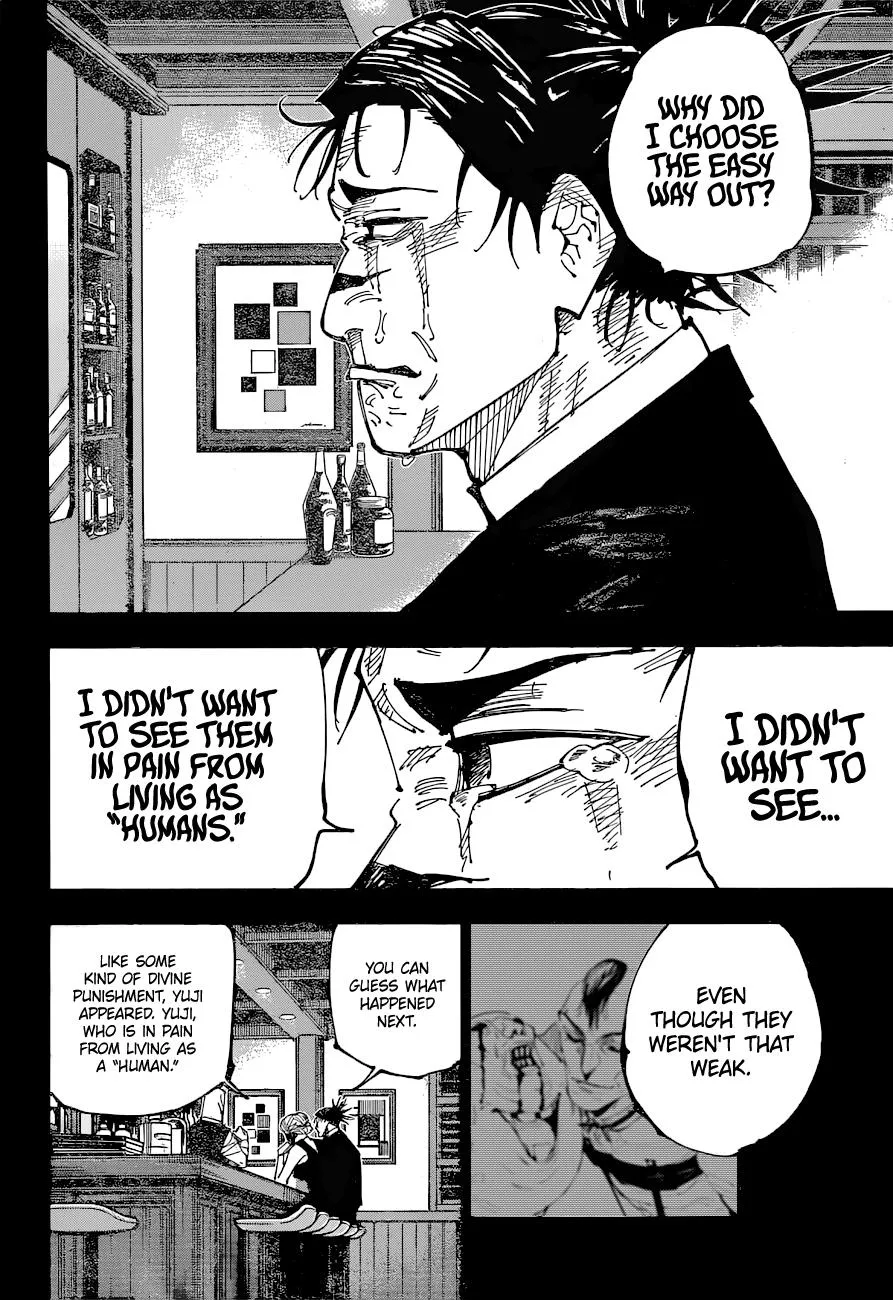 WHY DID
I CHOOSE
THE EASY
WAY OUT?
I DIDN'T
WANT TO
SEE...
I DIDN'T WANT
TO SEE THEM
IN PAIN FROM
LIVING AS
"HUMANS."
EVEN
THOUGH THEY
WEREN'T THAT
WEAK.
YOU CAN
GUESS WHAT
HAPPENED
NEXT.
LIKE SOME
KIND OF DIVINE
PUNISHMENT, YUJI
APPEARED. YUJI,
WHO IS IN PAIN
FROM LIVING AS
A "HUMAN."